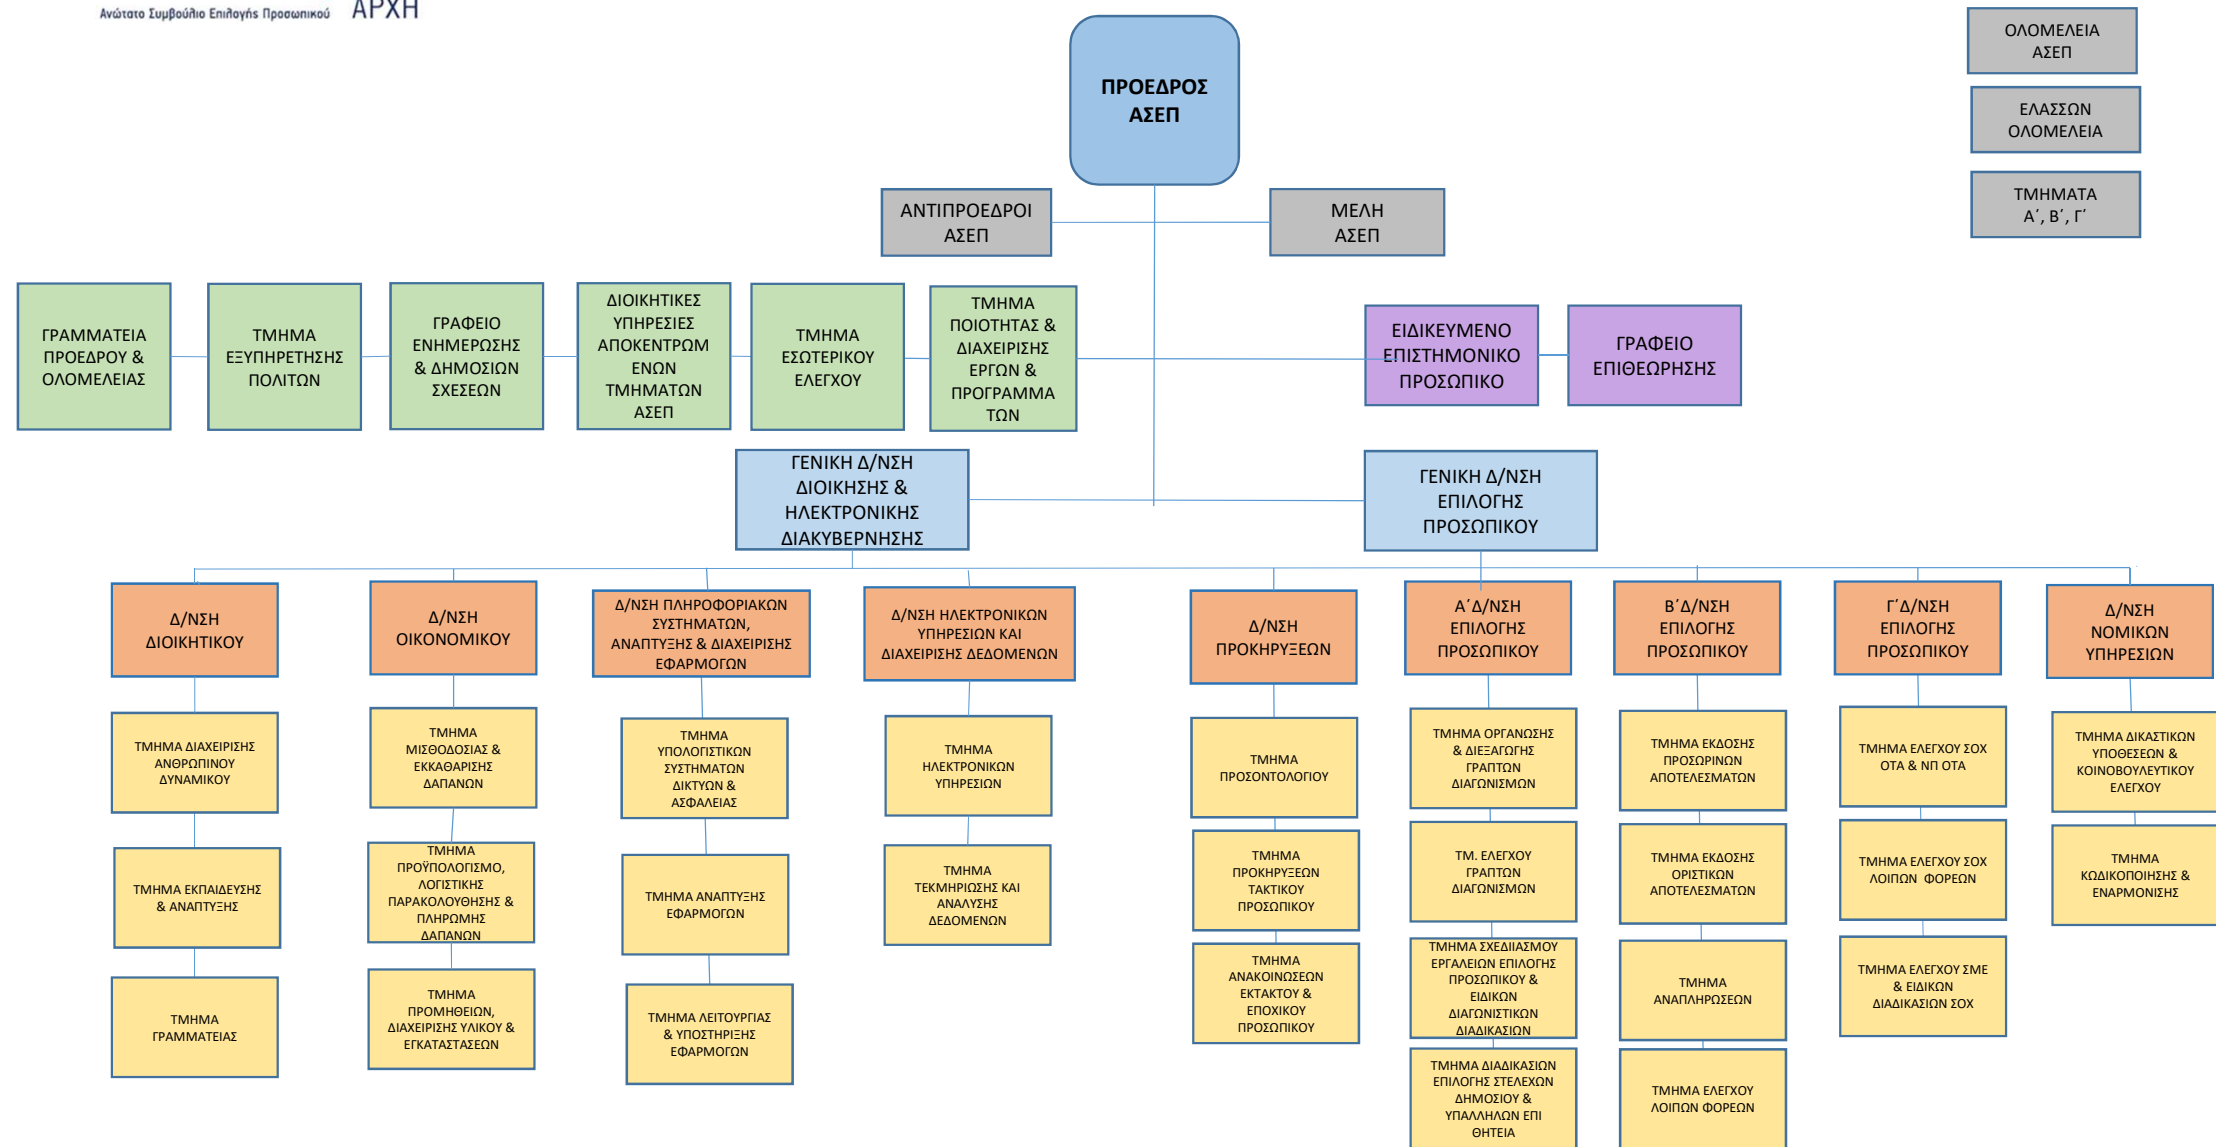 Ανώτατο Συμβούλιο Επιλογής Προσωπικού
ΑΡΧΗ
ΠΡΟΕΔΡΟΣ
ΑΣΕΠ
ΟΛΟΜΕΛΕΙΑ
ΑΣΕΠ
ΕΛΑΣΣΩΝ
ΟΛΟΜΕΛΕΙΑ
ΤΜΗΜΑΤΑ
Α΄, Β΄, Γ΄
ΑΝΤΙΠΡΟΕΔΡΟΙ
ΑΣΕΠ
ΜΕΛΗ
ΑΣΕΠ
ΓΡΑΜΜΑΤΕΙΑ
ΠΡΟΕΔΡΟΥ &
ΟΛΟΜΕΛΕΙΑΣ
ΤΜΗΜΑ
ΕΞΥΠΗΡΕΤΗΣΗΣ
ΠΟΛΙΤΩΝ
ΓΡΑΦΕΙΟ
ΕΝΗΜΕΡΩΣΗΣ
& ΔΗΜΟΣΙΩΝ
ΣΧΕΣΕΩΝ
ΔΙΟΙΚΗΤΙΚΕΣ
ΥΠΗΡΕΣΙΕΣ
ΑΠΟΚΕΝΤΡΩΜ
ΕΝΩΝ
ΤΜΗΜΑΤΩΝ
ΑΣΕΠ
ΤΜΗΜΑ
ΕΣΩΤΕΡΙΚΟΥ
ΕΛΕΓΧΟΥ
ΤΜΗΜΑ
ΠΟΙΟΤΗΤΑΣ &
ΔΙΑΧΕΙΡΙΣΗΣ
ΕΡΓΩΝ &
ΠΡΟΓΡΑΜΜΑ
ΤΩΝ
ΕΙΔΙΚΕΥΜΕΝΟ
ΕΠΙΣΤΗΜΟΝΙΚΟ
ΠΡΟΣΩΠΙΚΟ
ΓΡΑΦΕΙΟ
ΕΠΙΘΕΩΡΗΣΗΣ
ΓΕΝΙΚΗ Δ/ΝΣΗ
ΔΙΟΙΚΗΣΗΣ &
ΗΛΕΚΤΡΟΝΙΚΗΣ
ΔΙΑΚΥΒΕΡΝΗΣΗΣ
ΓΕΝΙΚΗ Δ/ΝΣΗ
ΕΠΙΛΟΓΗΣ
ΠΡΟΣΩΠΙΚΟΥ
Δ/ΝΣΗ
ΔΙΟΙΚΗΤΙΚΟΥ
Δ/ΝΣΗ
ΟΙΚΟΝΟΜΙΚΟΥ
Δ/ΝΣΗ ΠΛΗΡΟΦΟΡΙΑΚΩΝ
ΣΥΣΤΗΜΑΤΩΝ,
ΑΝΑΠΤΥΞΗΣ & ΔΙΑΧΕΙΡΙΣΗΣ
ΕΦΑΡΜΟΓΩΝ
Δ/ΝΣΗ ΗΛΕΚΤΡΟΝΙΚΩΝ
ΥΠΗΡΕΣΙΩΝ ΚΑΙ
ΔΙΑΧΕΙΡΙΣΗΣ ΔΕΔΟΜΕΝΩΝ
Δ/ΝΣΗ
ΠΡΟΚΗΡΥΞΕΩΝ
Α΄Δ/ΝΣΗ
ΕΠΙΛΟΓΗΣ
ΠΡΟΣΩΠΙΚΟΥ
Β΄Δ/ΝΣΗ
ΕΠΙΛΟΓΗΣ
ΠΡΟΣΩΠΙΚΟΥ
Γ΄Δ/ΝΣΗ
ΕΠΙΛΟΓΗΣ
ΠΡΟΣΩΠΙΚΟΥ
Δ/ΝΣΗ
ΝΟΜΙΚΩΝ
ΥΠΗΡΕΣΙΩΝ
ΤΜΗΜΑ ΔΙΑΧΕΙΡΙΣΗΣ
ΑΝΘΡΩΠΙΝΟΥ
ΔΥΝΑΜΙΚΟΥ
ΤΜΗΜΑ
ΜΙΣΘΟΔΟΣΙΑΣ &
ΕΚΚΑΘΑΡΙΣΗΣ
ΔΑΠΑΝΩΝ
ΤΜΗΜΑ
ΥΠΟΛΟΓΙΣΤΙΚΩΝ
ΣΥΣΤΗΜΑΤΩΝ
ΔΙΚΤΥΩΝ &
ΑΣΦΑΛΕΙΑΣ
ΤΜΗΜΑ
ΗΛΕΚΤΡΟΝΙΚΩΝ
ΥΠΗΡΕΣΙΩΝ
ΤΜΗΜΑ
ΠΡΟΣΟΝΤΟΛΟΓΙΟΥ
ΤΜΗΜΑ ΟΡΓΑΝΩΣΗΣ
& ΔΙΕΞΑΓΩΓΗΣ
ΓΡΑΠΤΩΝ
ΔΙΑΓΩΝΙΣΜΩΝ
ΤΜΗΜΑ ΕΚΔΟΣΗΣ
ΠΡΟΣΩΡΙΝΩΝ
ΑΠΟΤΕΛΕΣΜΑΤΩΝ
ΤΜΗΜΑ ΕΛΕΓΧΟΥ ΣΟΧ
ΟΤΑ & ΝΠ ΟΤΑ
ΤΜΗΜΑ ΔΙΚΑΣΤΙΚΩΝ
ΥΠΟΘΕΣΕΩΝ &
ΚΟΙΝΟΒΟΥΛΕΥΤΙΚΟΥ
ΕΛΕΓΧΟΥ
ΤΜΗΜΑ ΕΚΠΑΙΔΕΥΣΗΣ
& ΑΝΑΠΤΥΞΗΣ
ΤΜΗΜΑ
ΠΡΟΫΠΟΛΟΓΙΣΜΟ,
ΛΟΓΙΣΤΙΚΗΣ
ΠΑΡΑΚΟΛΟΥΘΗΣΗΣ &
ΠΛΗΡΩΜΗΣ
ΔΑΠΑΝΩΝ
ΤΜΗΜΑ ΑΝΑΠΤΥΞΗΣ
ΕΦΑΡΜΟΓΩΝ
ΤΜΗΜΑ
ΤΕΚΜΗΡΙΩΣΗΣ ΚΑΙ
ΑΝΑΛΥΣΗΣ
ΔΕΔΟΜΕΝΩΝ
ΤΜΗΜΑ
ΠΡΟΚΗΡΥΞΕΩΝ
ΤΑΚΤΙΚΟΥ
ΠΡΟΣΩΠΙΚΟΥ
ΤΜ. ΕΛΕΓΧΟΥ
ΓΡΑΠΤΩΝ
ΔΙΑΓΩΝΙΣΜΩΝ
ΤΜΗΜΑ ΕΚΔΟΣΗΣ
ΟΡΙΣΤΙΚΩΝ
ΑΠΟΤΕΛΕΣΜΑΤΩΝ
ΤΜΗΜΑ ΕΛΕΓΧΟΥ ΣΟΧ
ΛΟΙΠΩΝ ΦΟΡΕΩΝ
ΤΜΗΜΑ
ΚΩΔΙΚΟΠΟΙΗΣΗΣ &
ΕΝΑΡΜΟΝΙΣΗΣ
ΤΜΗΜΑ
ΓΡΑΜΜΑΤΕΙΑΣ
ΤΜΗΜΑ
ΠΡΟΜΗΘΕΙΩΝ,
ΔΙΑΧΕΙΡΙΣΗΣ ΥΛΙΚΟΥ &
ΕΓΚΑΤΑΣΤΑΣΕΩΝ
ΤΜΗΜΑ ΛΕΙΤΟΥΡΓΙΑΣ
& ΥΠΟΣΤΗΡΙΞΗΣ
ΕΦΑΡΜΟΓΩΝ
ΤΜΗΜΑ
ΑΝΑΚΟΙΝΩΣΕΩΝ
ΕΚΤΑΚΤΟΥ &
ΕΠΟΧΙΚΟΥ
ΠΡΟΣΩΠΙΚΟΥ
ΤΜΗΜΑ ΣΧΕΔΙΙΑΣΜΟΥ
ΕΡΓΑΛΕΙΩΝ ΕΠΙΛΟΓΗΣ
ΠΡΟΣΩΠΙΚΟΥ &
ΕΙΔΙΚΩΝ
ΔΙΑΓΩΝΙΣΤΙΚΩΝ
ΔΙΑΔΙΚΑΣΙΩΝ
ΤΜΗΜΑ
ΑΝΑΠΛΗΡΩΣΕΩΝ
ΤΜΗΜΑ ΕΛΕΓΧΟΥ ΣΜΕ
& ΕΙΔΙΚΩΝ
ΔΙΑΔΙΚΑΣΙΩΝ ΣΟΧ
ΤΜΗΜΑ ΔΙΑΔΙΚΑΣΙΩΝ
ΕΠΙΛΟΓΗΣ ΣΤΕΛΕΧΩΝ
ΔΗΜΟΣΙΟΥ &
ΥΠΑΛΛΗΛΩΝ ΕΠΙ
ΘΗΤΕΙΑ
ΤΜΗΜΑ ΕΛΕΓΧΟΥ
ΛΟΙΠΩΝ ΦΟΡΕΩΝ